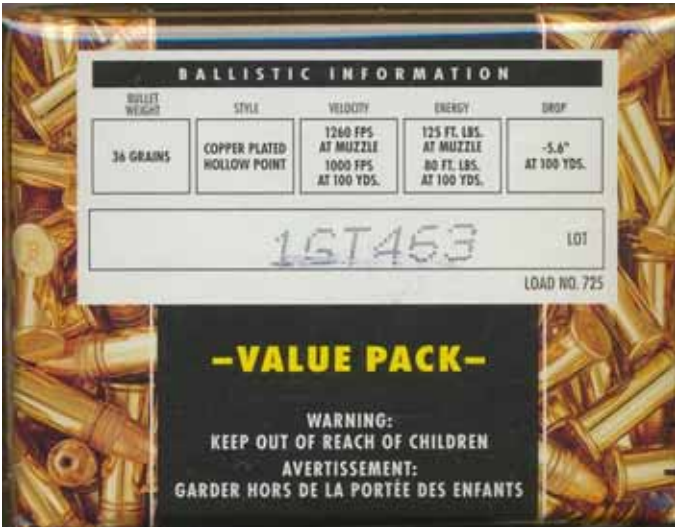 BALLISTIC INFORMATION
BULLET WEIGHT
36 GRAINS
STYLE
COPPER PLATED
HOLLOW POINT
VELOCITY
1260 FPS
AT MUZZLE
1000 FPS
AT 100 YDS.
ENERGY
125 FT. LBS.
AT MUZZLE
80 FT. LBS.
AT 100 YDS.
DROP
-5.6"
AT 100 YDS.
1GT453 LOT
LOAD NO. 725
–VALUE PACK–
WARNING:
KEEP OUT OF REACH OF CHILDREN
AVERTISSEMENT:
GARDER HORS DE LA PORTÉE DES ENFANTS